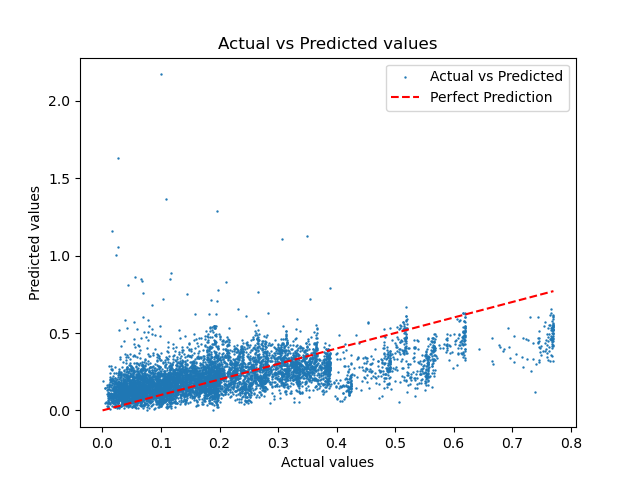 Actual vs Predicted values
Actual vs Predicted
Perfect Prediction
Predicted values
2.0
1.5
1.0
0.5
0.0
0.0 0.1 0.2 0.3 0.4 0.5 0.6 0.7 0.8
Actual values